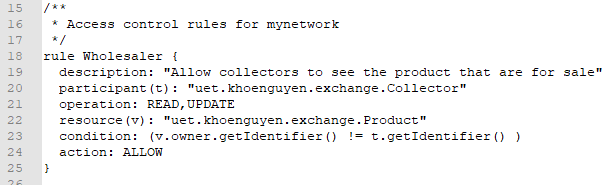 15 /**
16 * Access control rules for mynetwork
17 */
18 rule Wholesaler {
19 description: "Allow collectors to see the product that are for sale"
20 participant(t): "uet.khoenguyen.exchange.Collector"
21 operation: READ,UPDATE
22 resource(v): "uet.khoenguyen.exchange.Product"
23 condition: (v.owner.getIdentifier() != t.getIdentifier() )
24 action: ALLOW
25 }
26